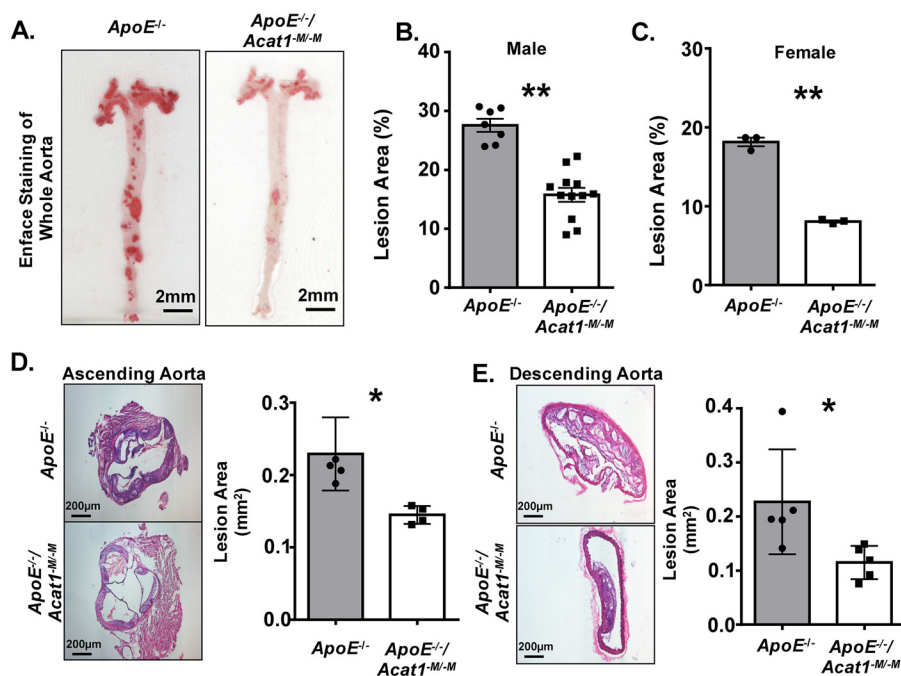 A.
ApoE-/-
ApoE-/-/
Acat1-M/-M
Enface Staining of
Whole Aorta
2mm
2mm
B.
Male
**
Lesion Area (%)
40
30
20
10
0
ApoE-/-
ApoE-/-/
Acat1-M/-M
C.
Female
**
Lesion Area (%)
30
20
10
0
ApoE-/-
ApoE-/-/
Acat1-M/-M
D.
Ascending Aorta
ApoE-/-
200μm
ApoE-/-/
Acat1-M/-M
200μm
*
Lesion Area
(mm²)
0.3
0.2
0.1
0.0
ApoE-/-
ApoE-/-/
Acat1-M/-M
E.
Descending Aorta
ApoE-/-
200μm
ApoE-/-/
Acat1-M/-M
200μm
*
Lesion Area
(mm²)
0.4
0.3
0.2
0.1
0.0
ApoE-/-
ApoE-/-/
Acat1-M/-M